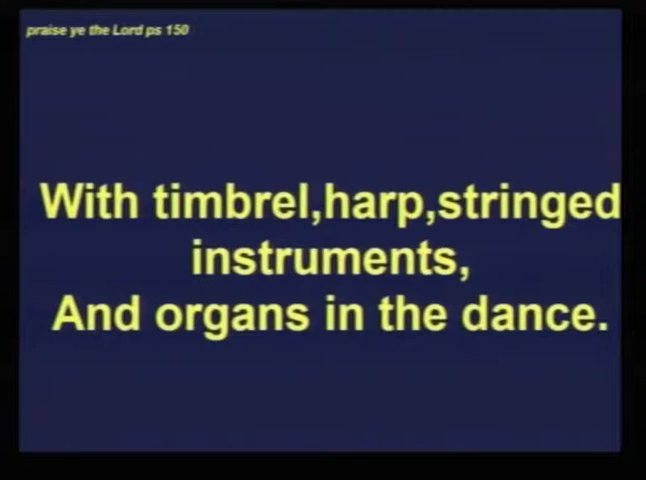 praise ye the Lord ps 150
With timbrel,harp,stringed
instruments,
And organs in the dance.